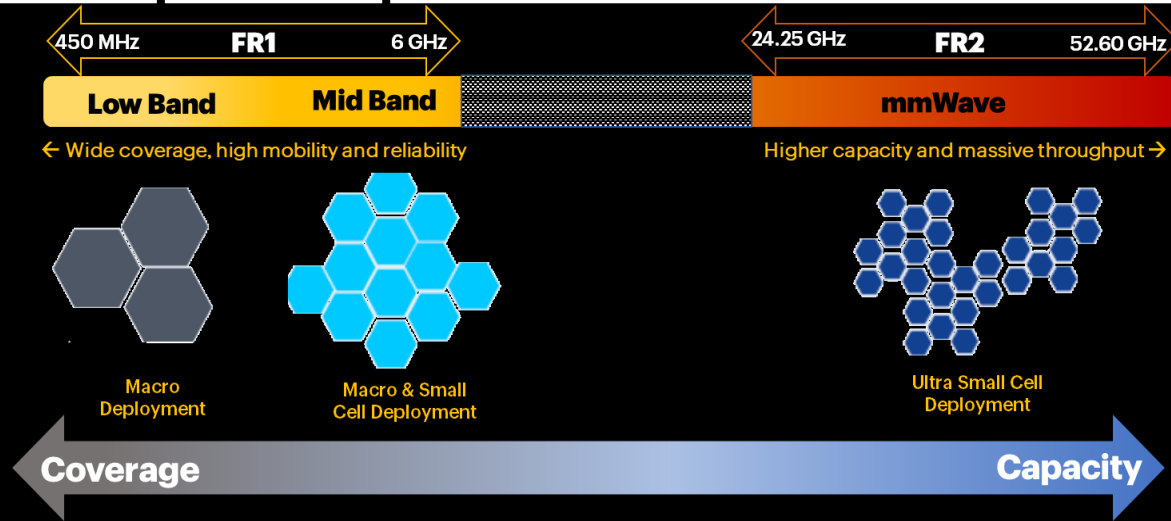 450 MHz FR1 6 GHz
24.25 GHz FR2 52.60 GHz
Low Band Mid Band
mmWave
← Wide coverage, high mobility and reliability
Higher capacity and massive throughput →
Macro
Deployment
Macro & Small
Cell Deployment
Ultra Small Cell
Deployment
Coverage
Capacity